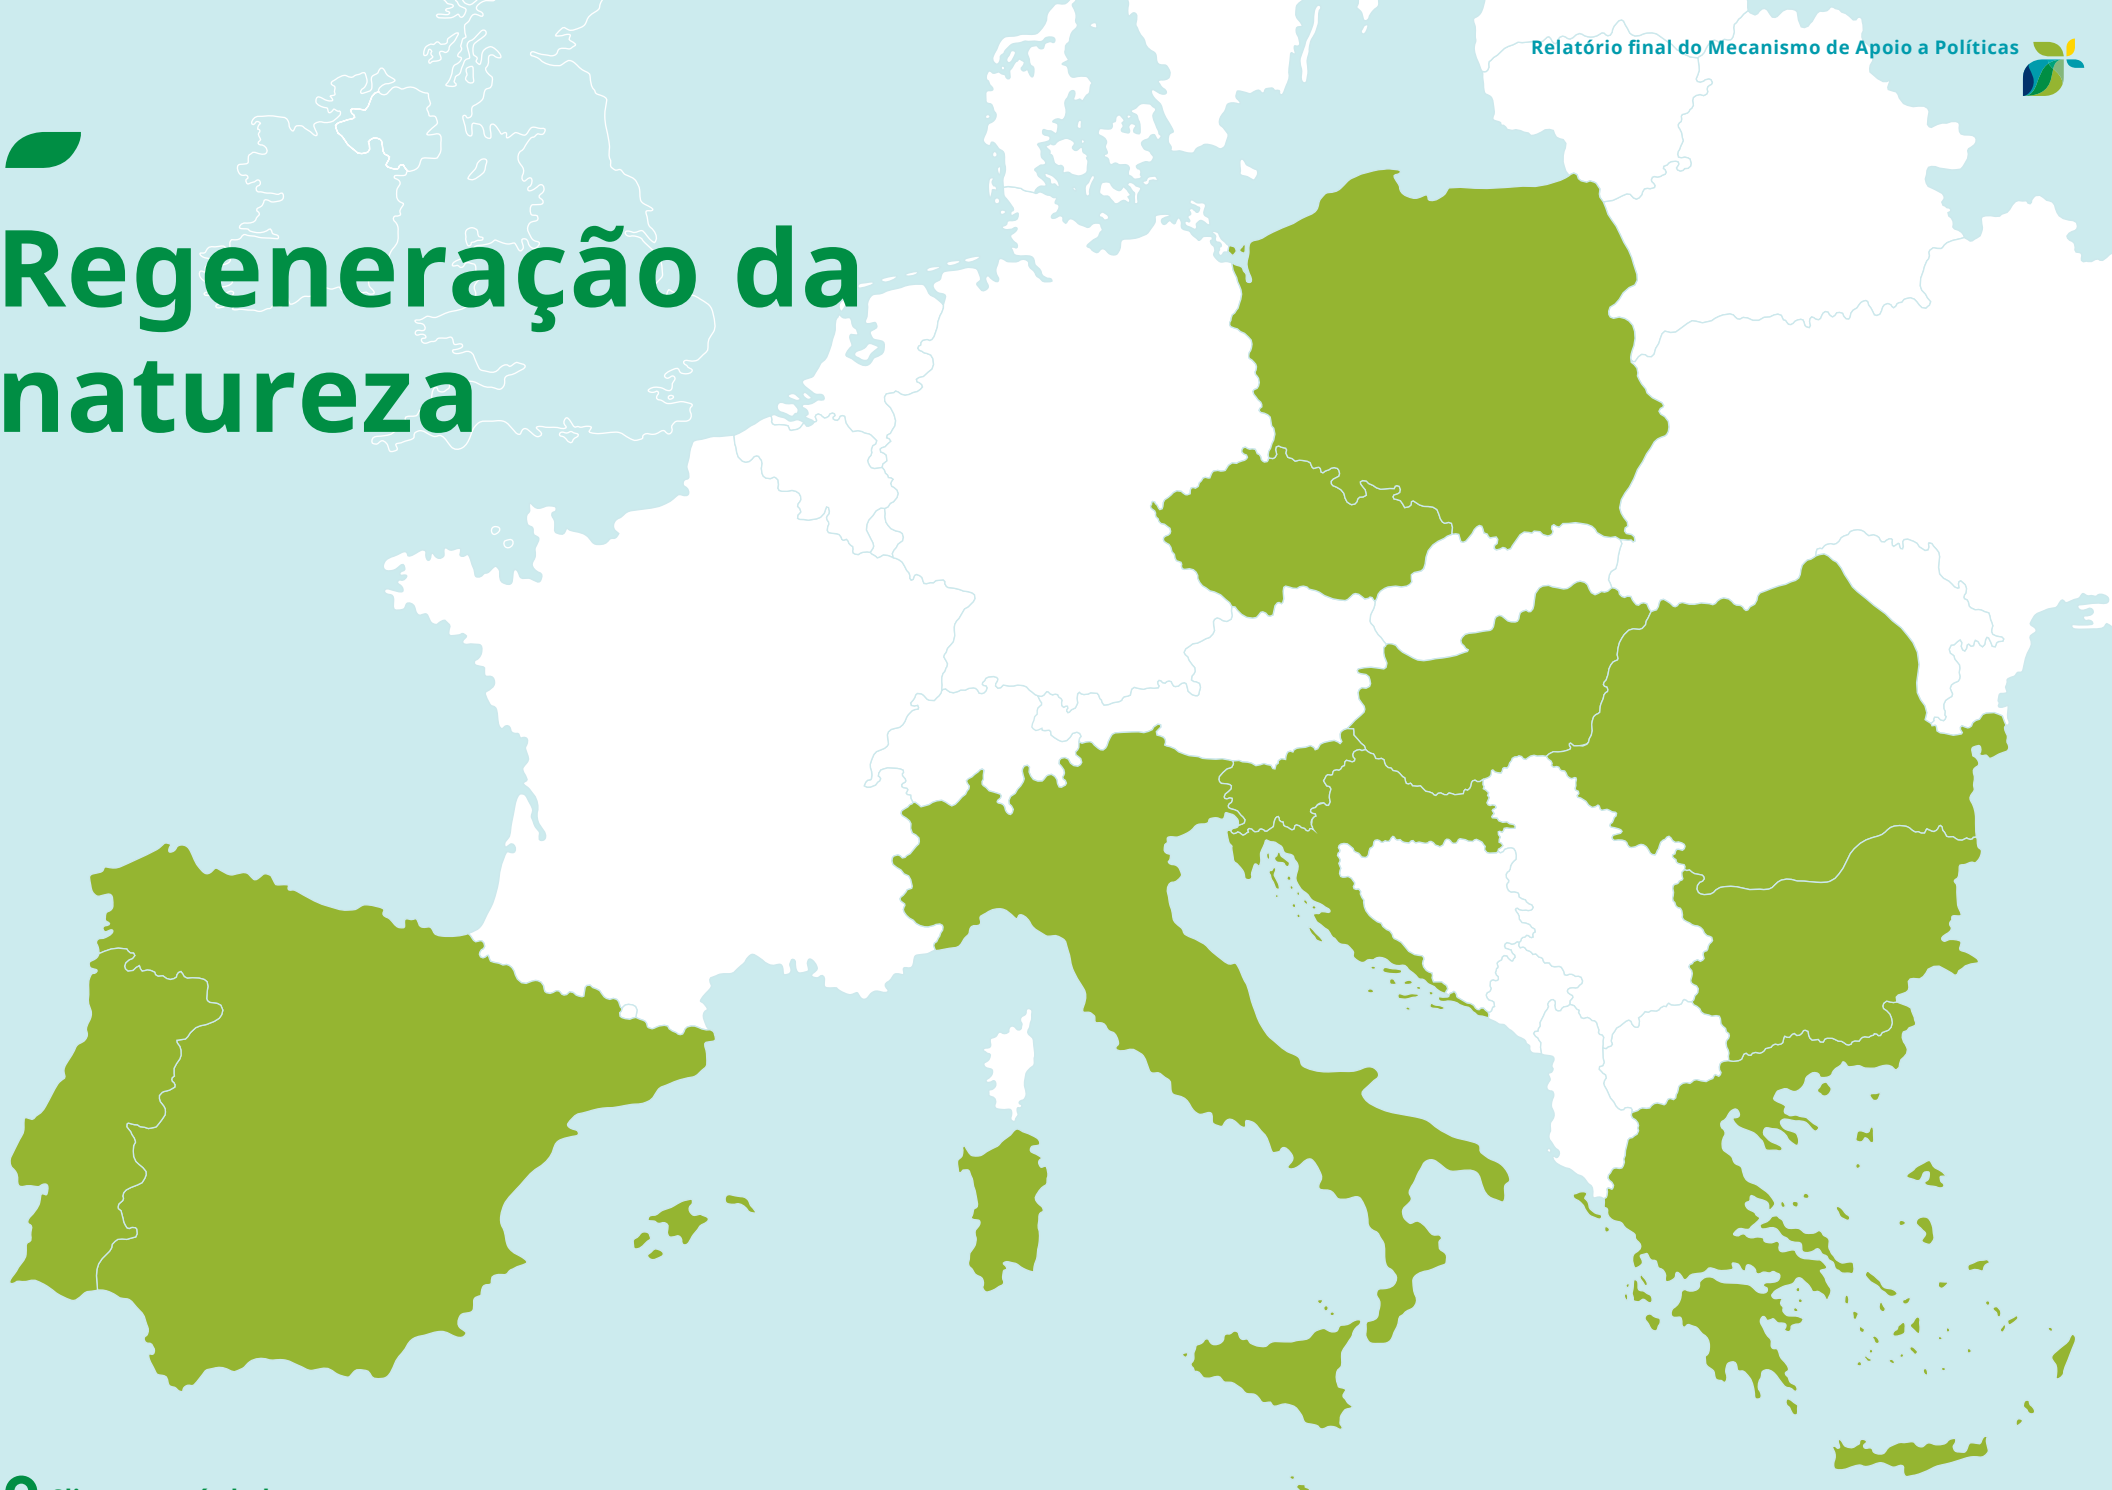 Relatório final do Mecanismo de Apoio a Políticas
Regeneração da
natureza